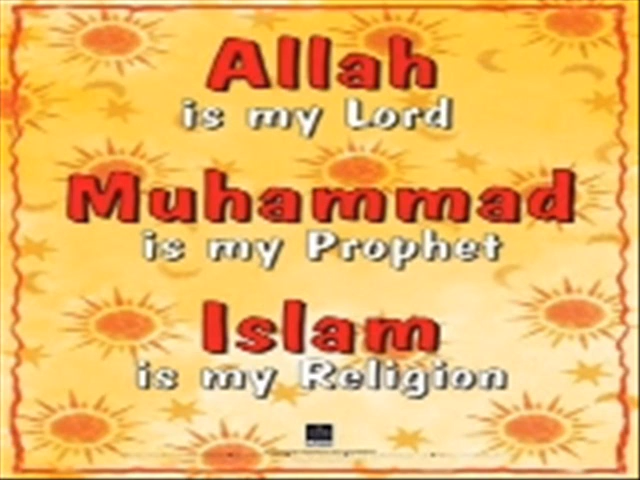 Allah
is my Lord
Muhammad
is my Prophet
Islam
is my Religion